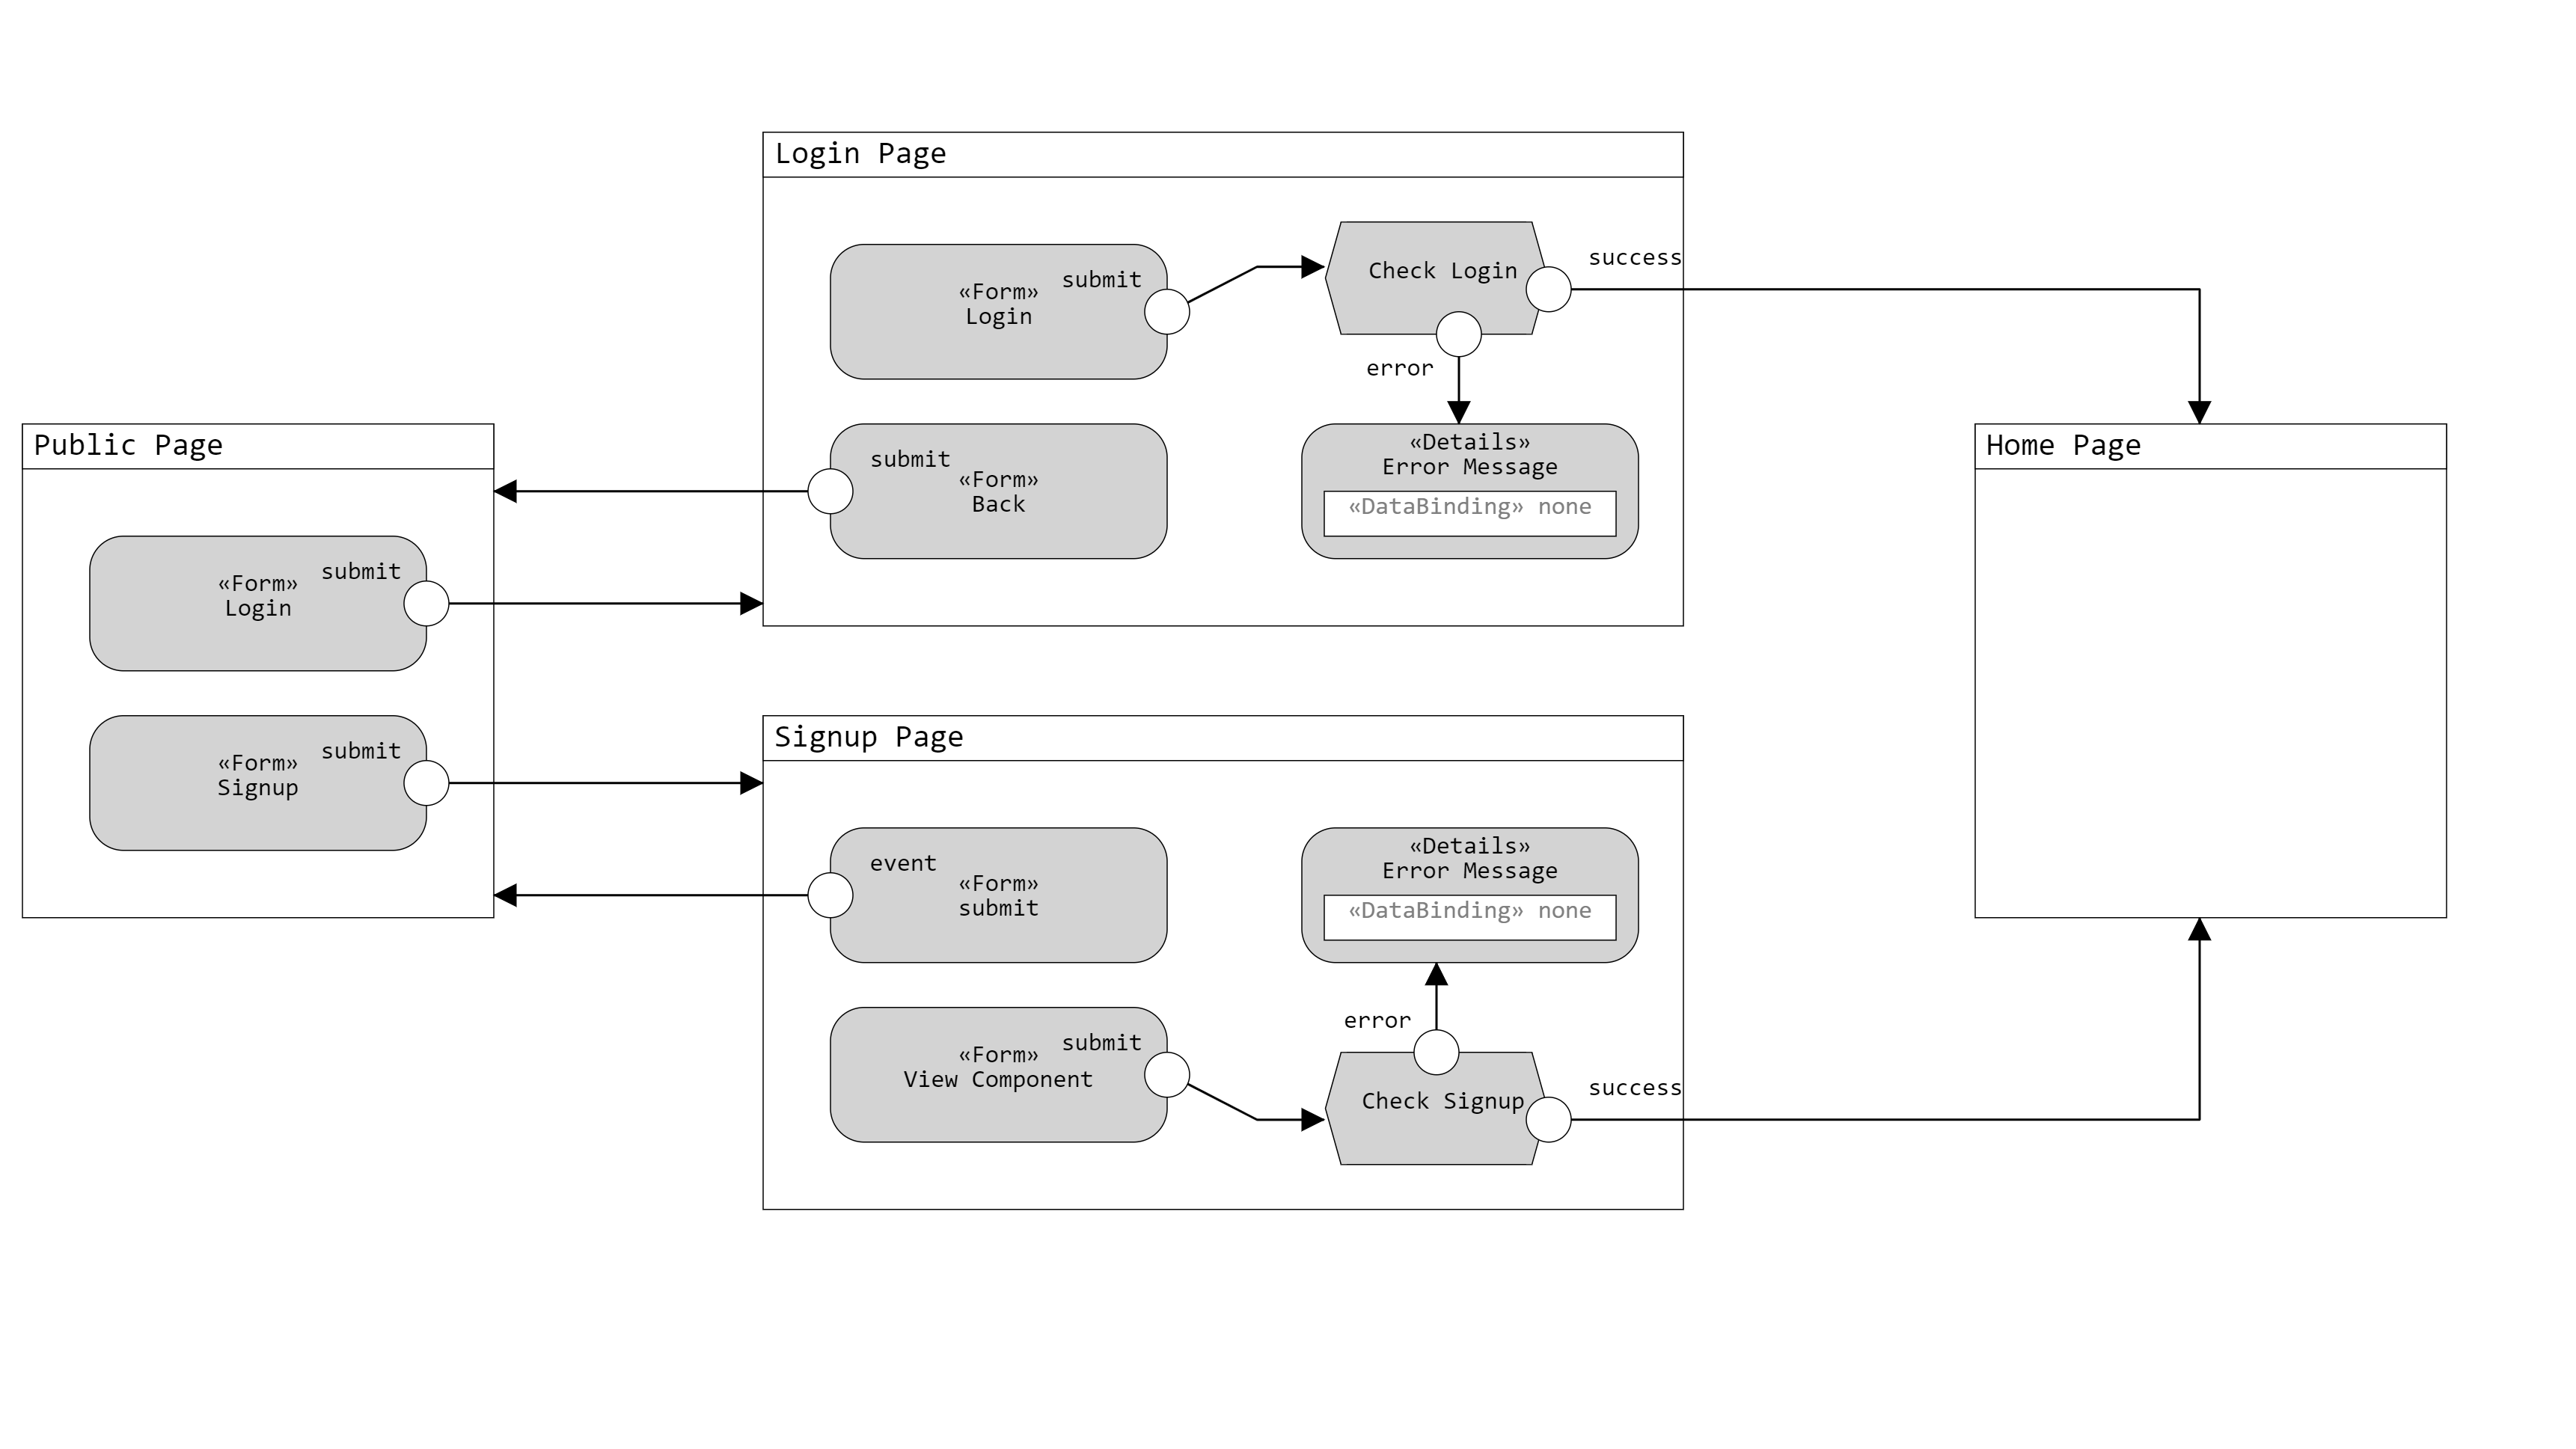 Login Page
«Form»
Login
submit
Check Login
success
error
«Form»
Back
submit
«Details»
Error Message
«DataBinding» none
Public Page
«Form»
Login
submit
«Form»
Signup
submit
Home Page
Signup Page
event
«Form»
submit
«Details»
Error Message
«DataBinding» none
«Form»
View Component
submit
error
Check Signup
success